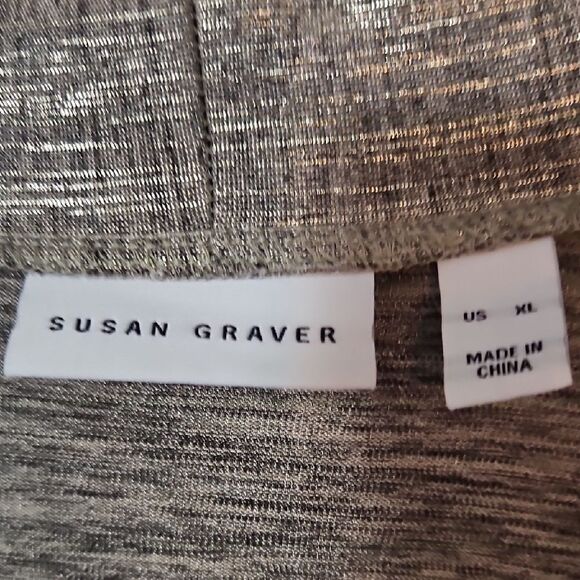 SUSAN GRAVER
US XL
MADE IN
CHINA